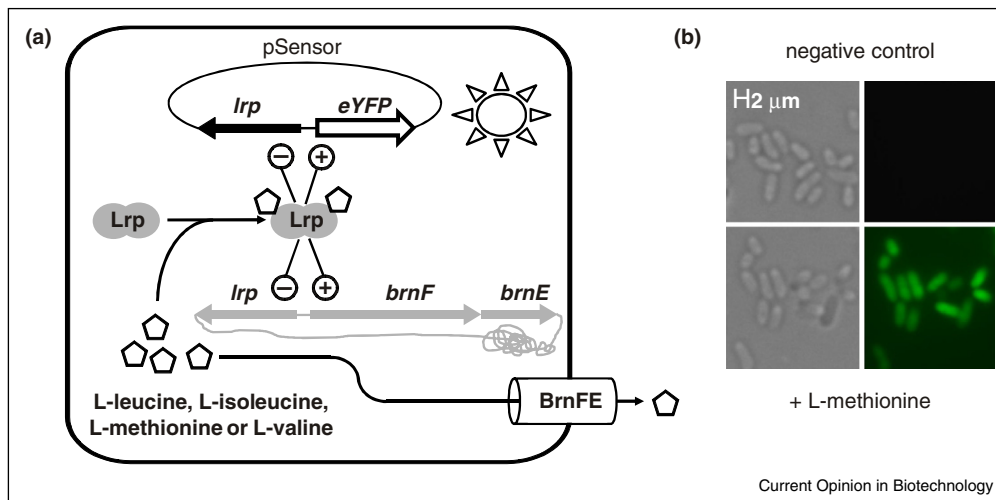 (a)
pSensor
lrp eYFP
− +
Lrp Lrp
− +
lrp brnF brnE
L-leucine, L-isoleucine,
L-methionine or L-valine
BrnFE
(b)
negative control
H2 μm
+ L-methionine
Current Opinion in Biotechnology